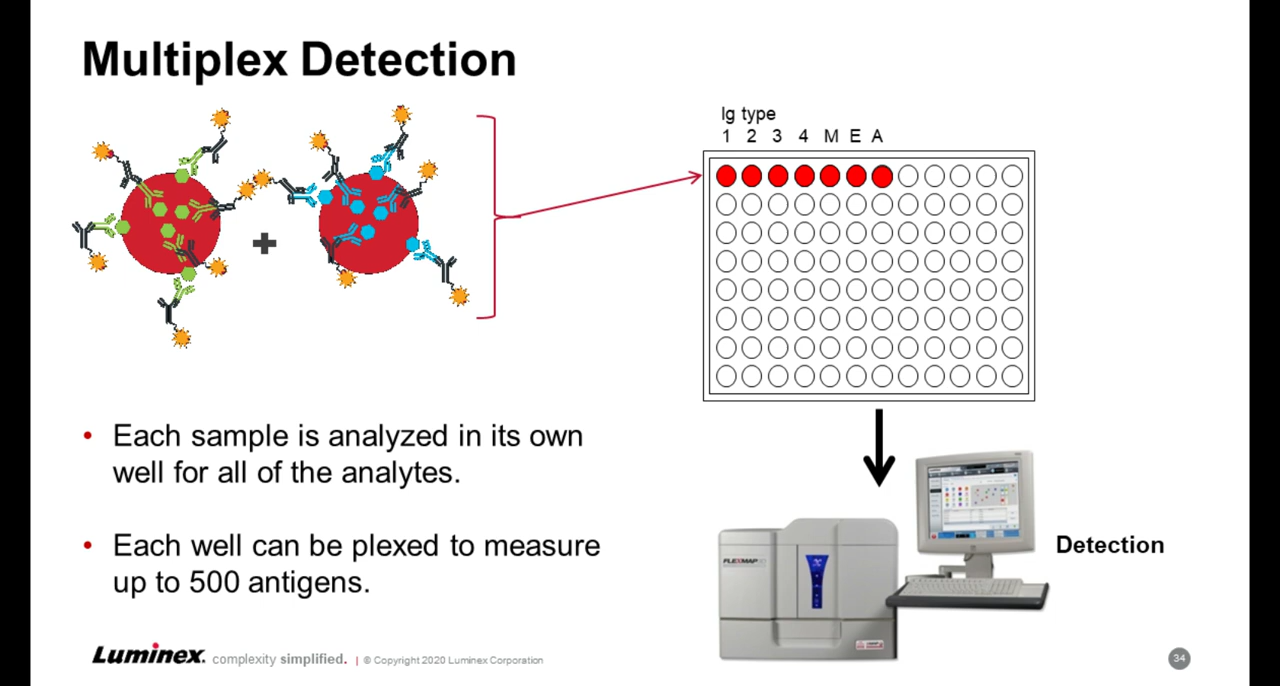 Multiplex Detection
Ig type
1 2 3 4 M E A
• Each sample is analyzed in its own
well for all of the analytes.
• Each well can be plexed to measure
up to 500 antigens.
FLEXMAP 3D
Detection
Luminex. complexity simplified. | © Copyright 2020 Luminex Corporation
34